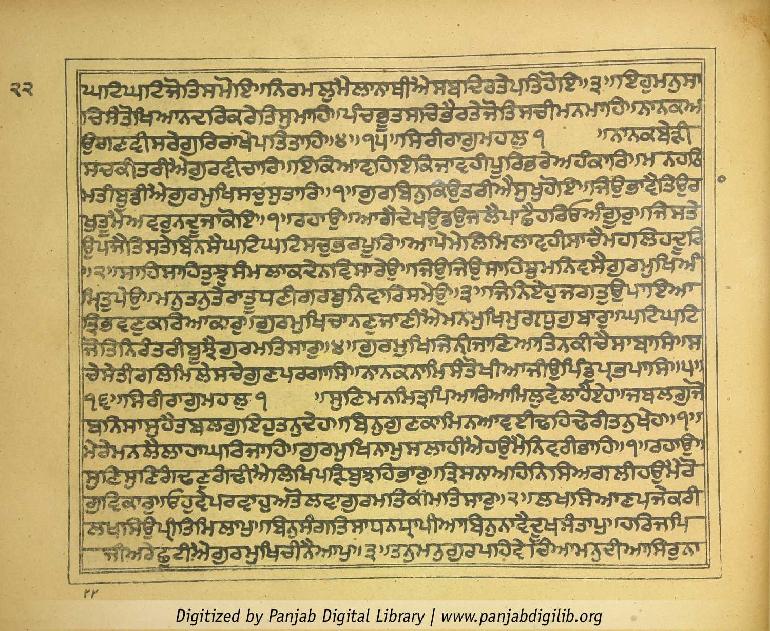 ੨੨
ਘਾਟਿਘਟਿਜੋਤਿਸਮੋਇ॥ਨਿਰਮਲੁਮੈਲਾਨਾਥੀਐਸਬਦਿਰਤੇਪਤਿਹੋਇ॥੩॥ਇਹੁਮਨੁਸਾ
ਚਿਸੰਤੋਖਿਆਨਦਰਿਕਰੇਤਿਸੁਮਾਹਿ॥ਪੰਚਭੂਤਸਚਿਭੈਰਤੇਜੋਤਿਸਚੀਮਨਮਾਹਿ॥ਨਾਨਕਅ
ਉਗਣਵੀਸਰੇਗੁਰਿਰਾਖੇਪਤਿਤਾਹਿ॥੪॥੧੫॥ਸਿਰੀਰਾਗੁਮਹਲੁ ੧ ॥ਨਾਨਕਬੇੜੀ
ਸਚਕੀਤਰੀਐਗੁਰਵੀਚਾਰਿ॥ਇਕਿਆਵਹਿਇਕਿਜਾਵਹੀਪੂਰਿਭਰੇਅਹੰਕਾਰਿ॥ਮਨਹਠਿ
ਮਤੀਬੂਡੀਐਗੁਰਮੁਖਿਸਚੁਸੁਤਾਰਿ॥੧॥ਗੁਰਬਿਨੁਕਿਉਤਰੀਐਸੁਖੁਹੋਇ॥ਜਿਉਭਾਵੈਤਿਉਰਾ
ਖੁਤੂਮੈਅਵਰੁਨਦੂਜਾਕੋਇ॥੧॥ਰਹਾਉ॥ਆਗੈਦੇਖਉਡਉਜਲੈਪਾਛੈਹਰਿਓਅੰਗੂਰੁ॥ਜਿਸਤੇ
ਉਪਜੈਤਿਸਤੇਬਿਨਸੈਘਟਿਘਟਿਸਚੁਭਰਪੂਰਿ॥ਆਪੇਮੇਲਿਮਿਲਾਵਹੀਸਾਚੈਮਹਲਿਹਦੂਰਿ
॥੨॥ਸਾਹਿਸਾਹਿਤੁਝੁਸੰਮਲਾਕਦੇਨਵਿਸਾਰੇਉ॥ਜਿਉਜਿਉਸਾਹਿਬੁਮਨਿਵਸੈਗੁਰਮੁਖਿਅੰ
ਮ੍ਰਿਤੁਪੇਉ॥ਮਨੁਤਨੁਤੇਰਾਤੂਧਣੀਗਰਬੁਨਿਵਾਰਿਸਮੇਉ॥੩॥ਜਿਨਿਏਹੁਜਗਤੁਉਪਾਇਆ
ਤ੍ਰਿਭਵਣੁਕਰਿਆਕਾਰੁ॥ਗੁਰਮੁਖਿਚਾਨਣੁਜਾਣੀਐਮਨਮੁਖਿਮੁਗਧੁਗੁਬਾਰੁ॥ਘਟਿਘਟਿ
ਜੋਤਿਨਿਰੰਤਰੀਬੂਝੈਗੁਰਮਤਿਸਾਰੁ॥੪॥ਗੁਰਮੁਖਿਜਿਨੀਜਾਣਿਆਤਿਨਕੀਚੈਸਾਬਾਸਿ॥ਸ
ਚੇਸੇਤੀਰਲਿਮਿਲੇਸਚੇਗੁਣਪਰਗਾਸਿ॥ਨਾਨਕਨਾਮਿਸੰਤੋਖੀਆਜੀਉਪਿੰਡੁਪ੍ਰਭਪਾਸਿ॥੫॥
੧੬॥ਸਿਰੀਰਾਗੁਮਹਲੁ ੧ ॥ਸੁਣਿਮਨਮਿਤ੍ਰਪਿਆਰਿਆਮਿਲੁਵੇਲਾਹੈਏਹ॥ਜਬਲਗੁਜੋ
ਬਨਿਸਾਸੁਹੈਤਬਲਗੁਇਹੁਤਨੁਦੇਹ॥ਬਿਨੁਗੁਣਕਾਮਿਨਆਵਈਢਹਿਢੇਰੀਤਨੁਖੇਹ॥੧॥
ਮੇਰੇਮਨਲੈਲਾਹਾਘਰਿਜਾਹਿ॥ਗੁਰਮੁਖਿਨਾਮੁਸਲਾਹੀਐਹਉਮੈਨਿਵਰੀਭਾਹਿ॥੧॥ਰਹਾਉ॥
ਸੁਣਿਸੁਣਿਗੰਢਣੁਗੰਢੀਐਲਿਖਿਪੜਿਬੁਝਹਿਭਾਰੁ॥ਤ੍ਰਿਸਨਾਅਹਿਨਿਸਿਅਗਲੀਹਉਮੈਰੋ
ਗੁਵਿਕਾਰੁ॥ਓਹੁਵੇਪਰਵਾਹੁਅਤੋਲਵਾਗੁਰਮਤਿਕੀਮਤਿਸਾਰੁ॥੨॥ਲਖਸਿਆਣਪਜੇਕਰੀ
ਲਖਸਿਉਪ੍ਰੀਤਿਮਿਲਾਪੁ॥ਬਿਨੁਸੰਗਤਿਸਾਧਨਧ੍ਰਾਪੀਆਬਿਨੁਨਾਵੈਦੂਖਸੰਤਾਪੁ॥ਹਰਿਜਪਿ
ਜੀਅਰੇਛੁਟੀਐਗੁਰਮੁਖਿਚੀਨੈਆਪੁ॥੩॥ਤਨੁਮਨੁਗੁਰਪਹਿਵੇਚਿਆਮਨੁਦੀਆਸਿਰੁਨਾ
੨੨
Digitized by Panjab Digital Library | www.panjabdigilib.org